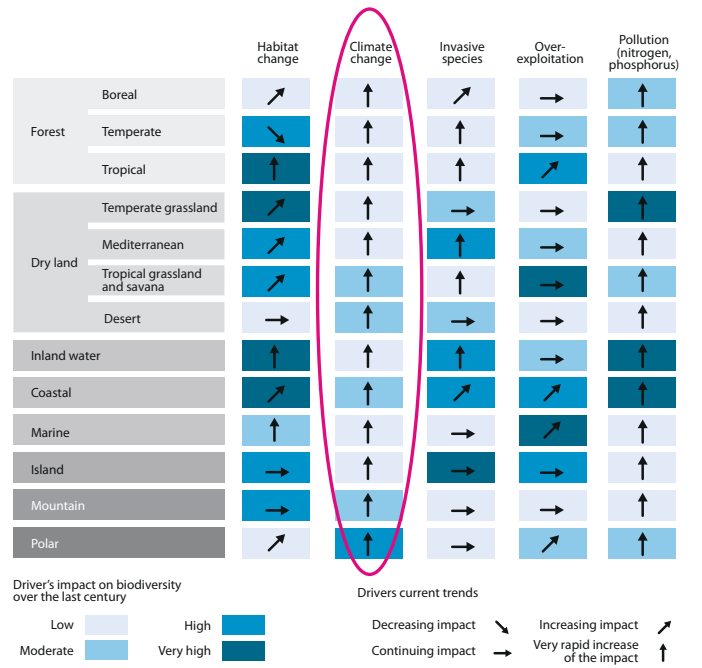 Habitat
change
Climate
change
Invasive
species
Over-
exploitation
Pollution
(nitrogen,
phosphorus)
Forest
Boreal
Temperate
Tropical
Dry land
Temperate grassland
Mediterranean
Tropical grassland
and savana
Desert
Inland water
Coastal
Marine
Island
Mountain
Polar
Driver's impact on biodiversity
over the last century
Low
High
Moderate
Very high
Drivers current trends
Decreasing impact
Increasing impact
Continuing impact
Very rapid increase
of the impact